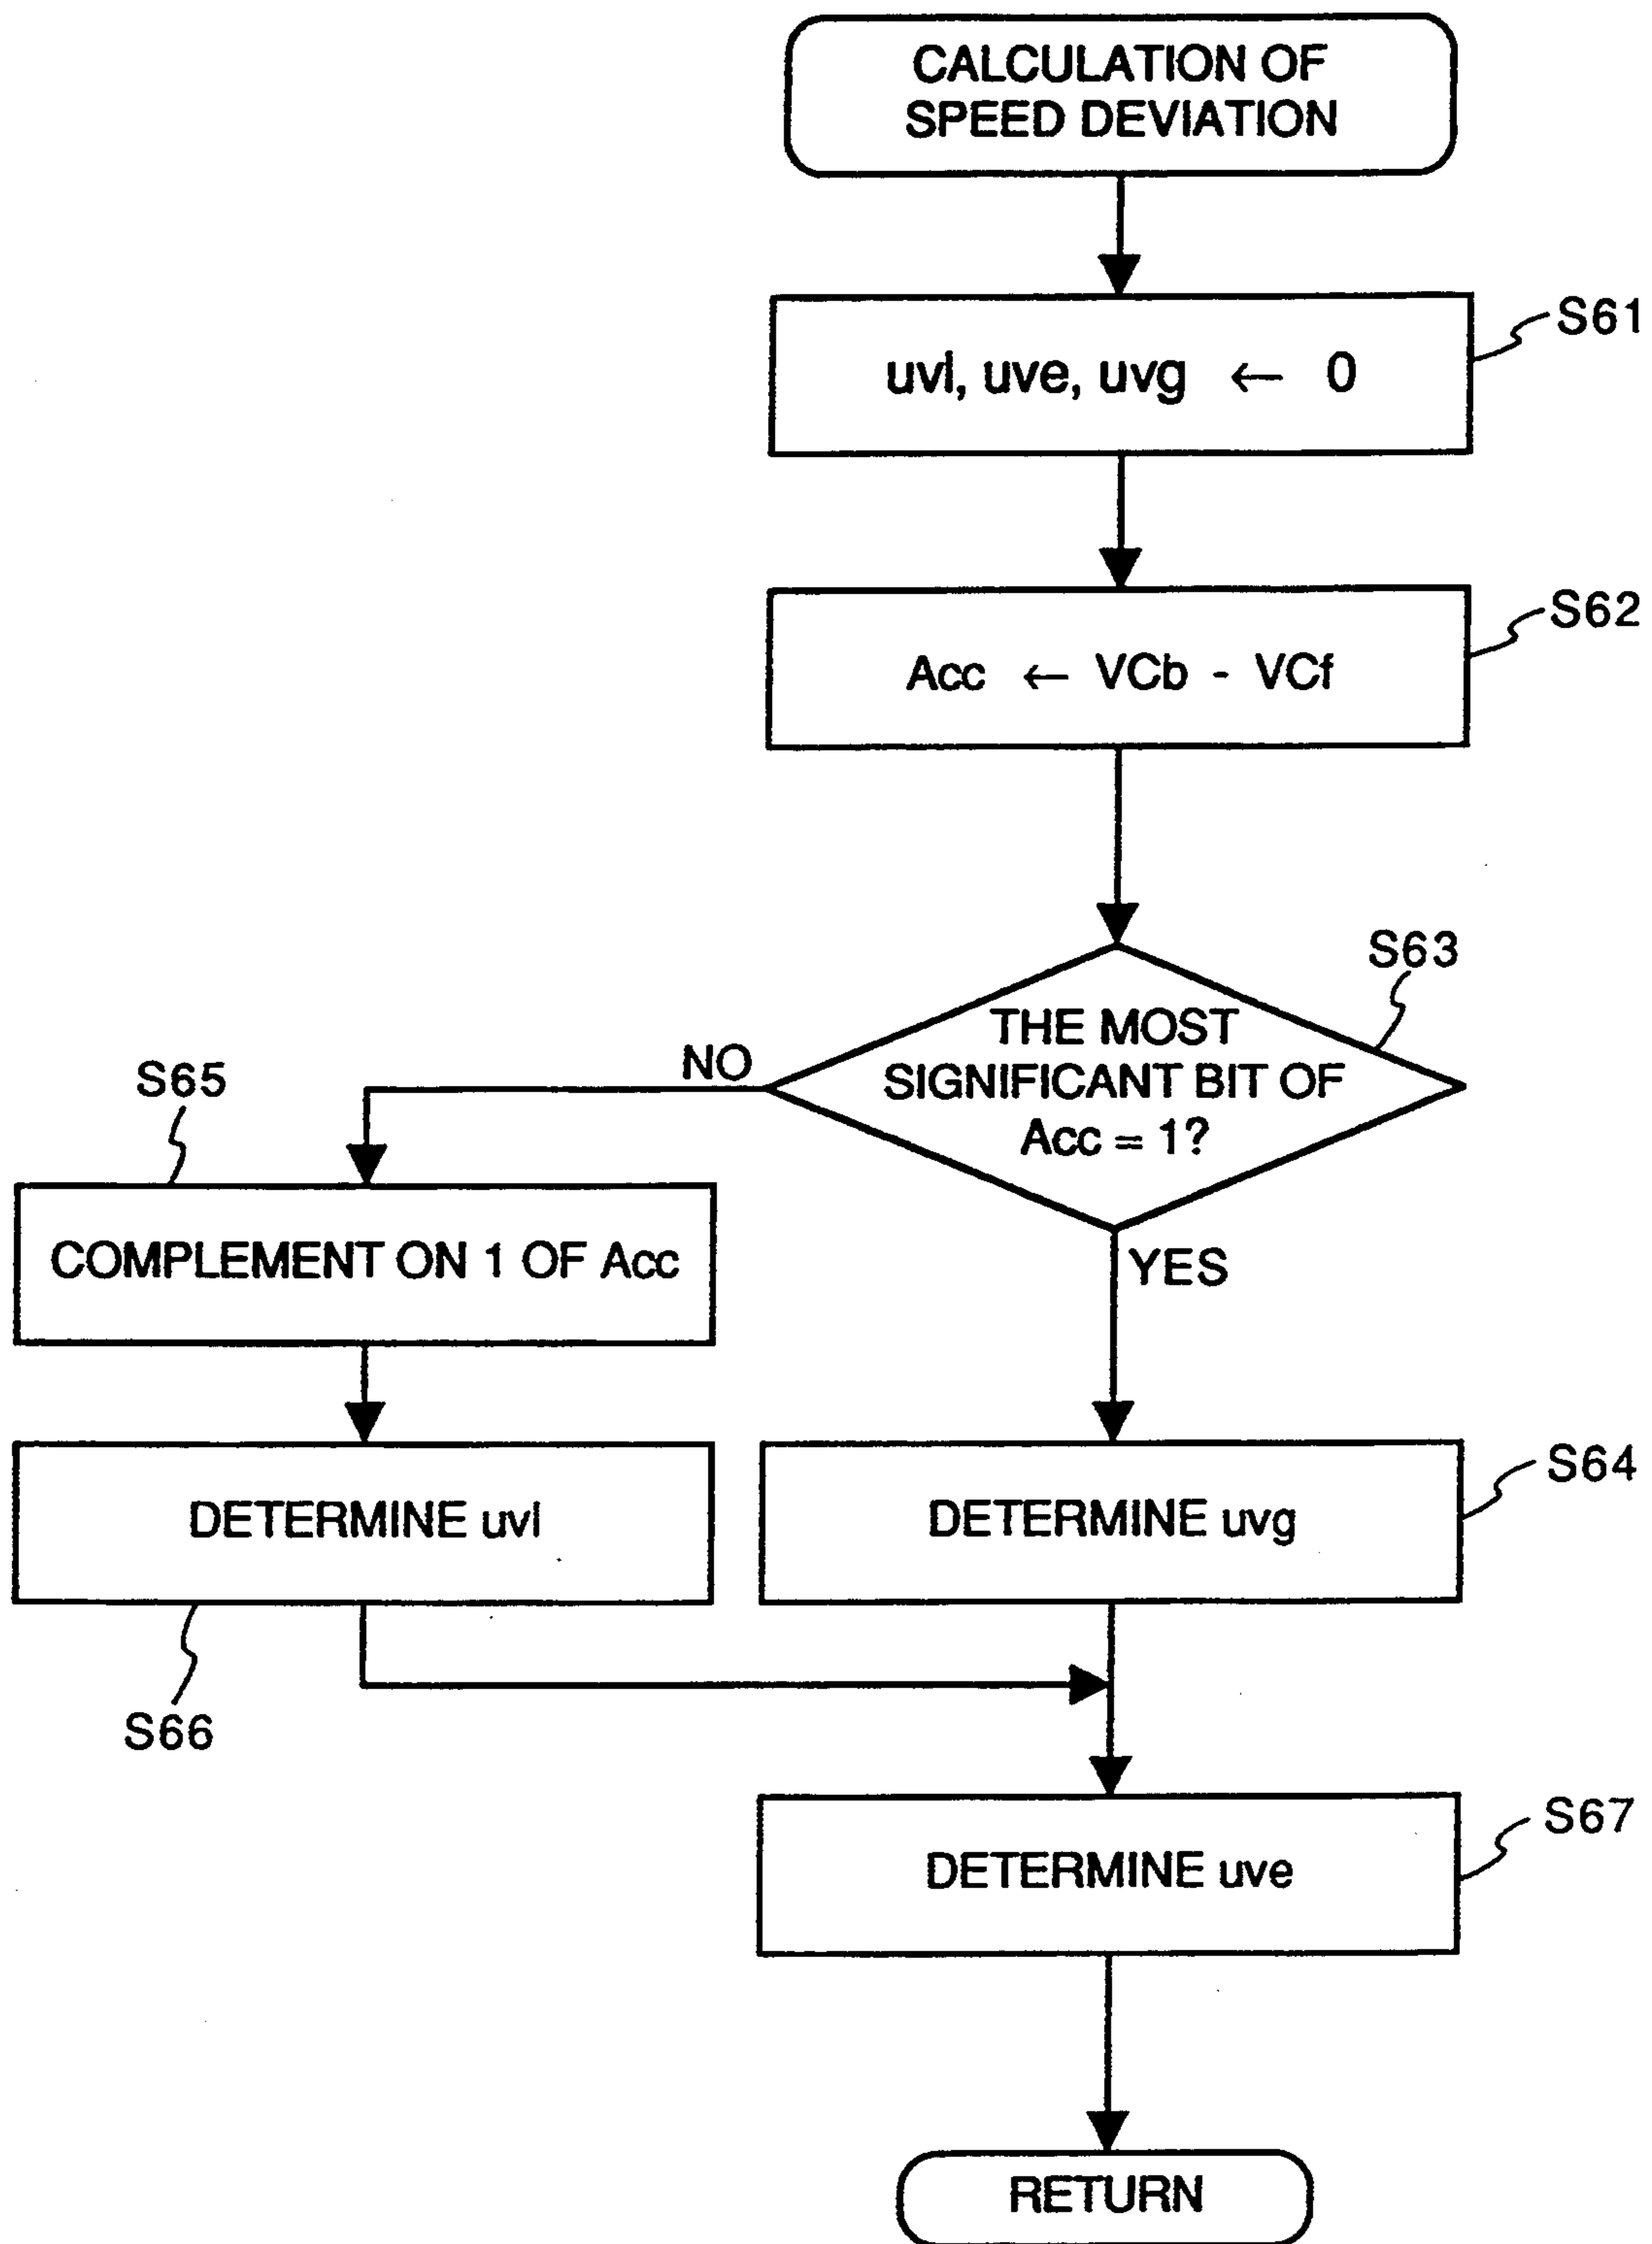 CALCULATION OF
SPEED DEVIATION
S61
uvl, uve, uvg ← 0
S62
Acc ← VCb - VCf
S63
THE MOST
SIGNIFICANT BIT OF
Acc = 1?
NO
YES
S65
COMPLEMENT ON 1 OF Acc
DETERMINE uvl
S66
S64
DETERMINE uvg
S67
DETERMINE uve
RETURN